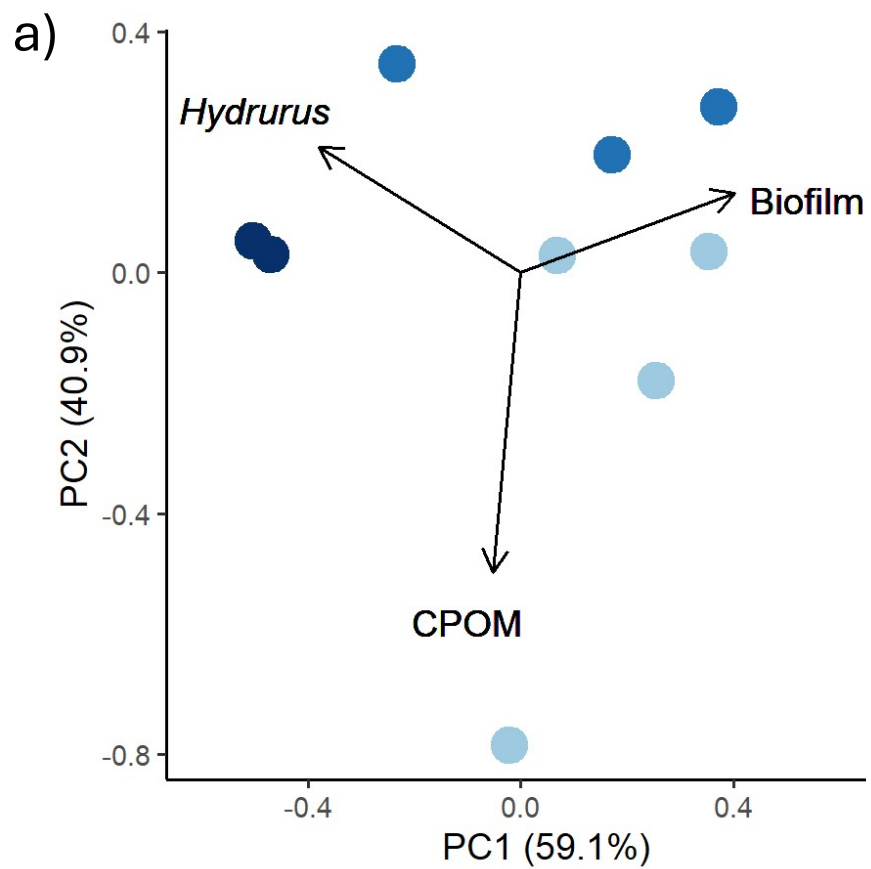 a)
0.4
Hydrurus
Biofilm
0.0
PC2 (40.9%)
-0.4
CPOM
-0.8
-0.4 0.0 0.4
PC1 (59.1%)